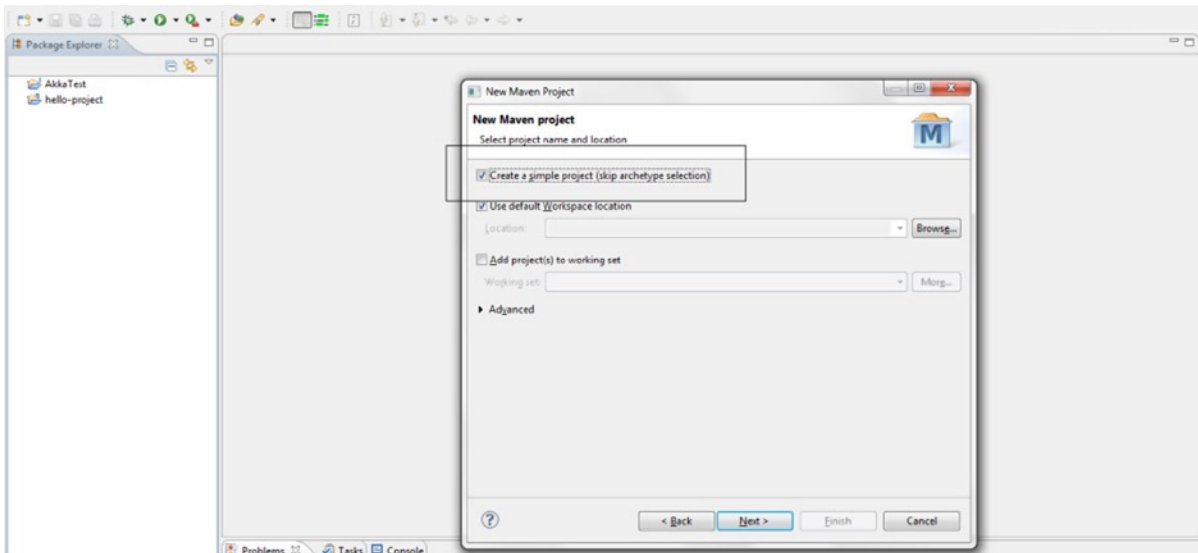 Package Explorer
AkkaTest
hello-project
New Maven Project
New Maven project
Select project name and location
M
Create a simple project (skip archetype selection)
Use default Workspace location
Location:
Browse...
Add project(s) to working set
Working set:
More...
Advanced
?
< Back
Next >
Finish
Cancel
Problems
Tasks
Console